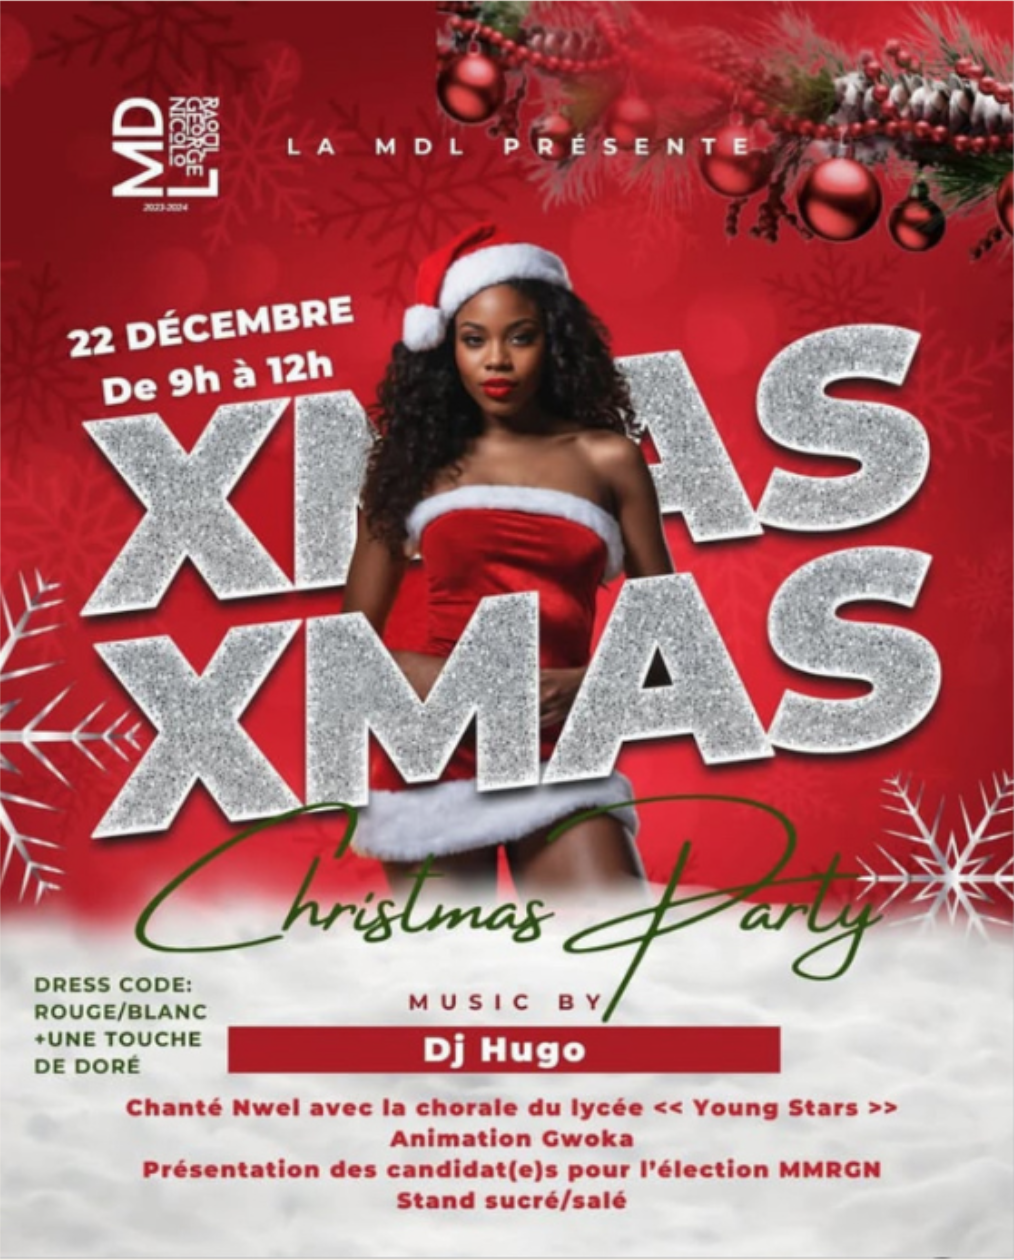 MDL
RAOUL
GEORGE
NICOLO
2023-2024
LA MDL PRÉSENTE
22 DÉCEMBRE
De 9h à 12h
XMAS
XMAS
Christmas Party
DRESS CODE:
ROUGE/BLANC
+UNE TOUCHE
DE DORÉ
MUSIC BY
Dj Hugo
Chanté Nwel avec la chorale du lycée << Young Stars >>
Animation Gwoka
Présentation des candidat(e)s pour l'élection MMRGN
Stand sucré/salé